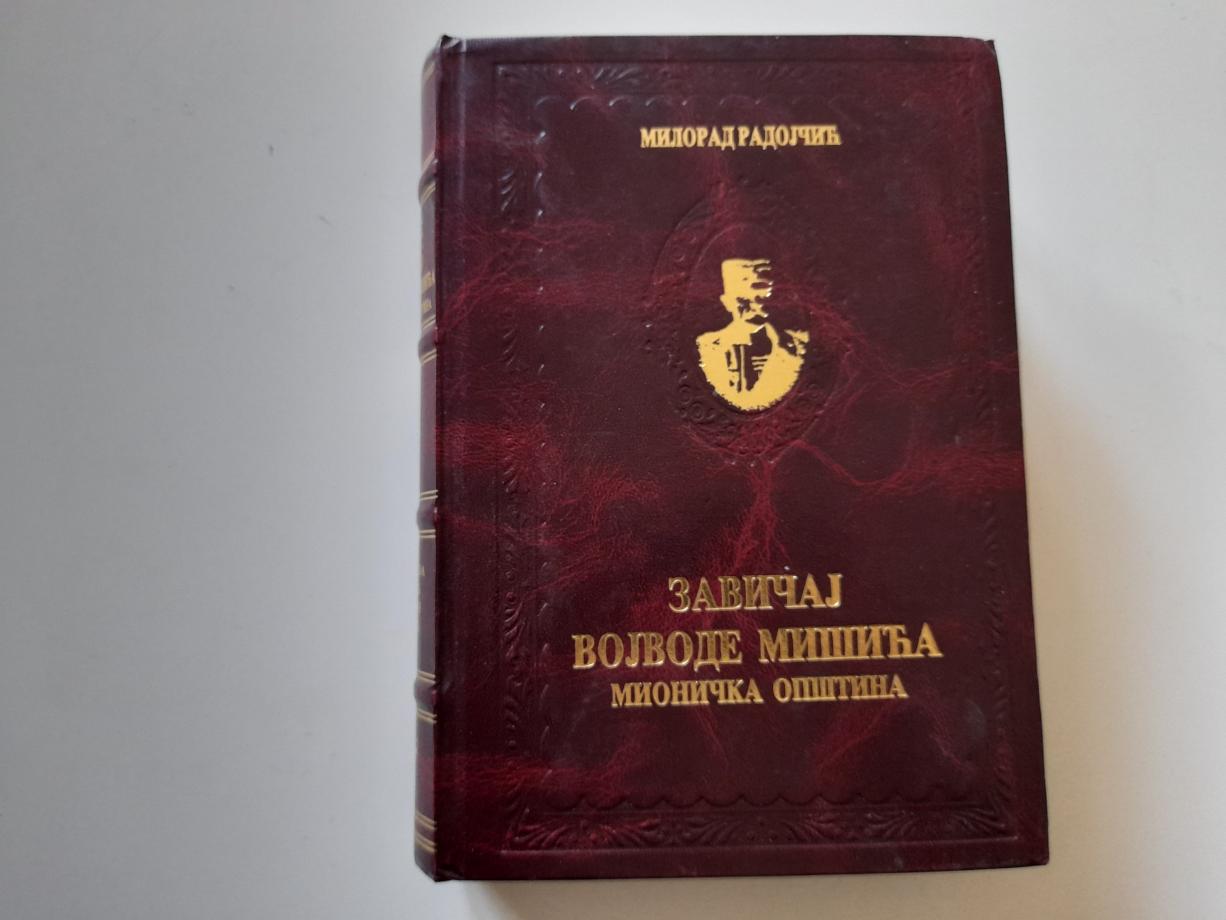 МИЛОРАД РАДОЈЧИЋ
ЗАВИЧАЈ
ВОЈВОДЕ МИШИЋА
МИОНИЧКА ОПШТИНА